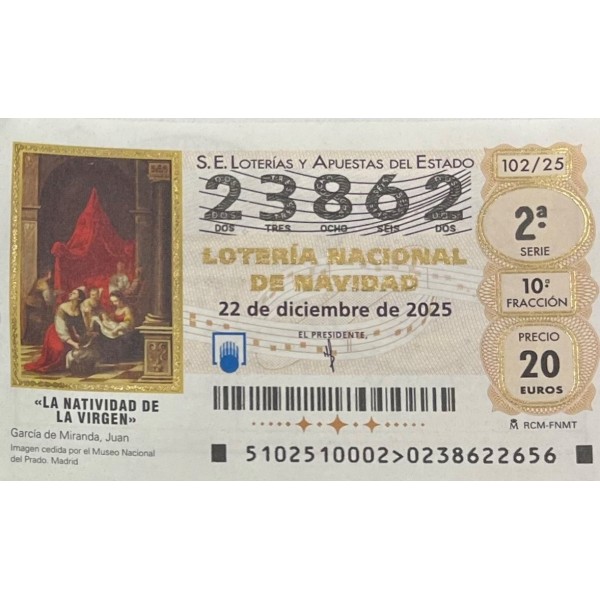 S.E. LOTERÍAS Y APUESTAS DEL ESTADO
102/25
23862
DOS TRES OCHO SEIS DOS
2ª
SERIE
LOTERÍA NACIONAL
DE NAVIDAD
10ª
FRACCIÓN
22 de diciembre de 2025
EL PRESIDENTE,
PRECIO
20
EUROS
«LA NATIVIDAD DE
LA VIRGEN»
García de Miranda, Juan
Imagen cedida por el Museo Nacional
del Prado. Madrid
RCM-FNMT
5102510002>0238622656